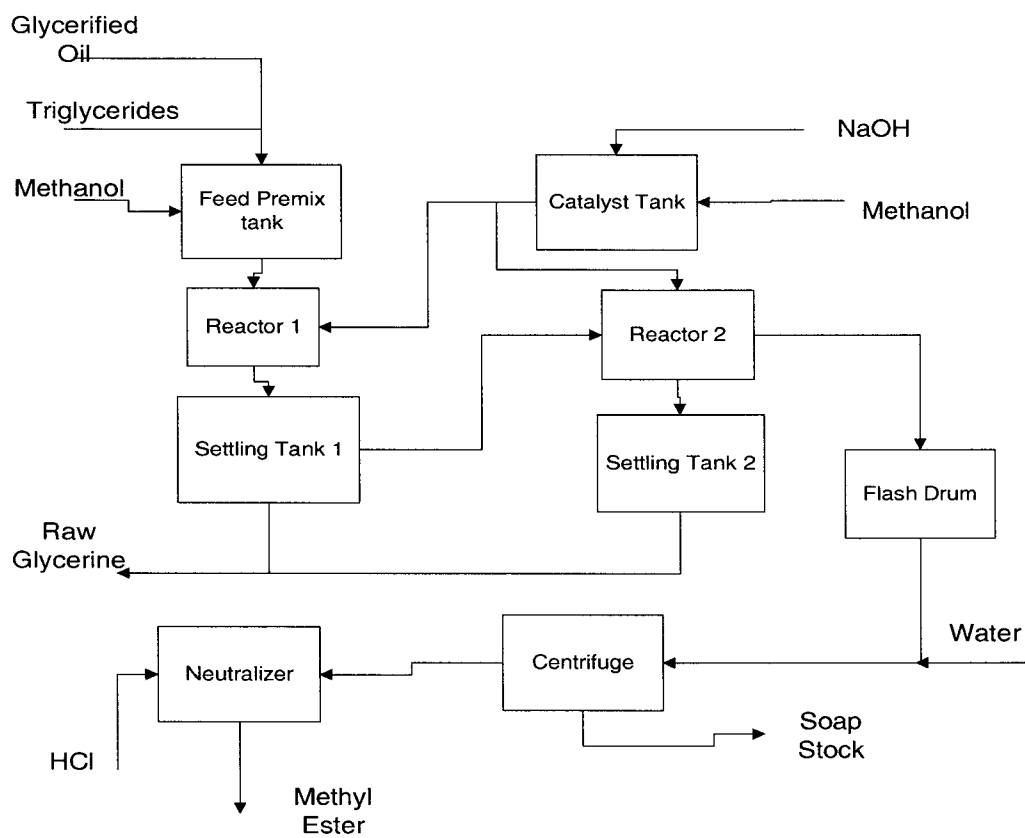 Glycerified
Oil
Triglycerides
Methanol
Feed Premix
tank
NaOH
Catalyst Tank
Methanol
Reactor 1
Reactor 2
Settling Tank 1
Settling Tank 2
Flash Drum
Raw
Glycerine
Water
Neutralizer
Centrifuge
HCl
Soap
Stock
Methyl
Ester